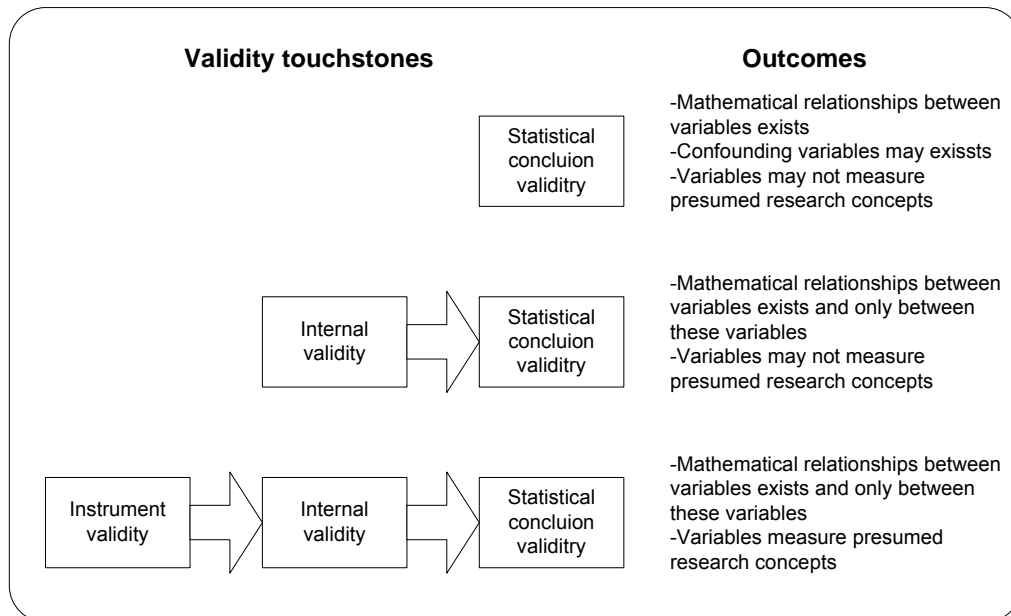 Validity touchstones
Outcomes
Statistical
concluion
validitry
-Mathematical relationships between
variables exists
-Confounding variables may exissts
-Variables may not measure
presumed research concepts
Internal
validity
Statistical
concluion
validitry
-Mathematical relationships between
variables exists and only between
these variables
-Variables may not measure
presumed research concepts
Instrument
validity
Internal
validity
Statistical
concluion
validitry
-Mathematical relationships between
variables exists and only between
these variables
-Variables measure presumed
research concepts